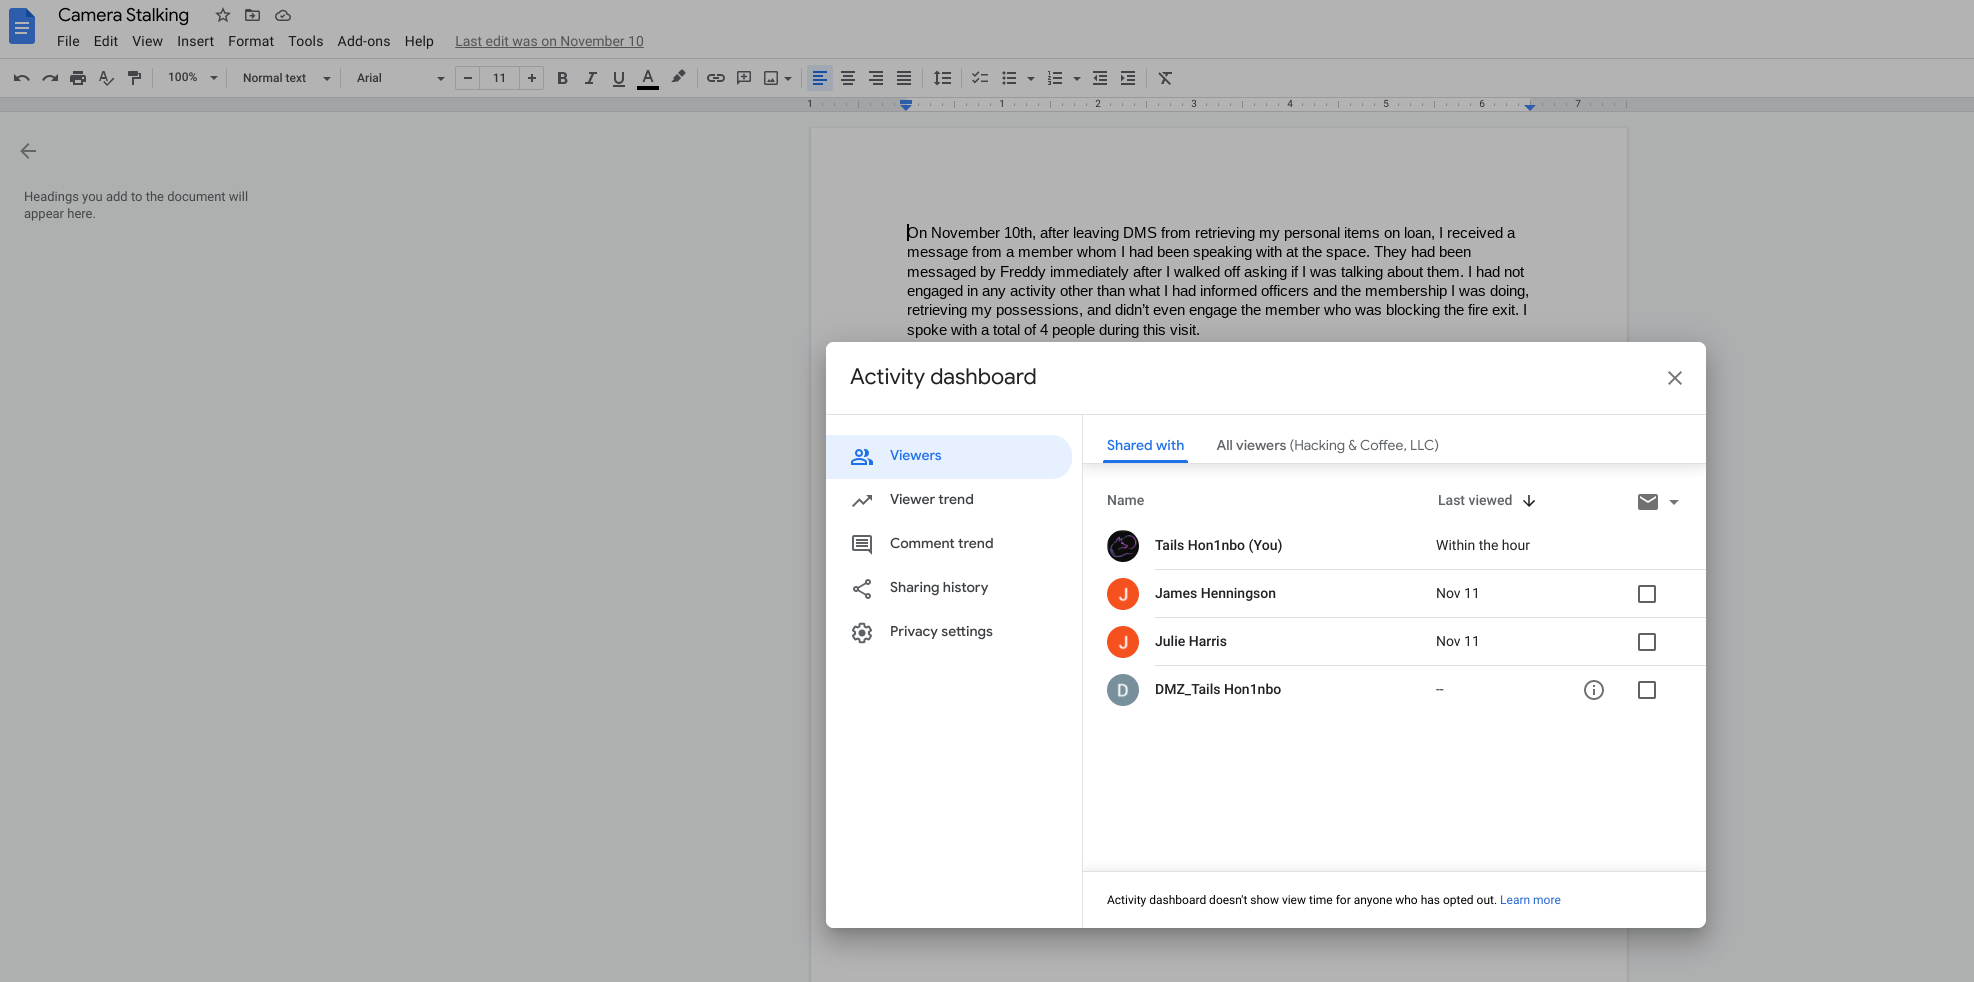 Camera Stalking
File Edit View Insert Format Tools Add-ons Help Last edit was on November 10
100% Normal text Arial 11 B I U A
1 1 2 3 4 5 6 7
Headings you add to the document will
appear here.
On November 10th, after leaving DMS from retrieving my personal items on loan, I received a
message from a member whom I had been speaking with at the space. They had been
messaged by Freddy immediately after I walked off asking if I was talking about them. I had not
engaged in any activity other than what I had informed officers and the membership I was doing,
retrieving my possessions, and didn’t even engage the member who was blocking the fire exit. I
spoke with a total of 4 people during this visit.
Activity dashboard
Viewers
Viewer trend
Comment trend
Sharing history
Privacy settings
Shared with All viewers (Hacking & Coffee, LLC)
Name Last viewed
Tails Hon1nbo (You) Within the hour
J James Henningson Nov 11
J Julie Harris Nov 11
D DMZ_Tails Hon1nbo --
Activity dashboard doesn't show view time for anyone who has opted out. Learn more